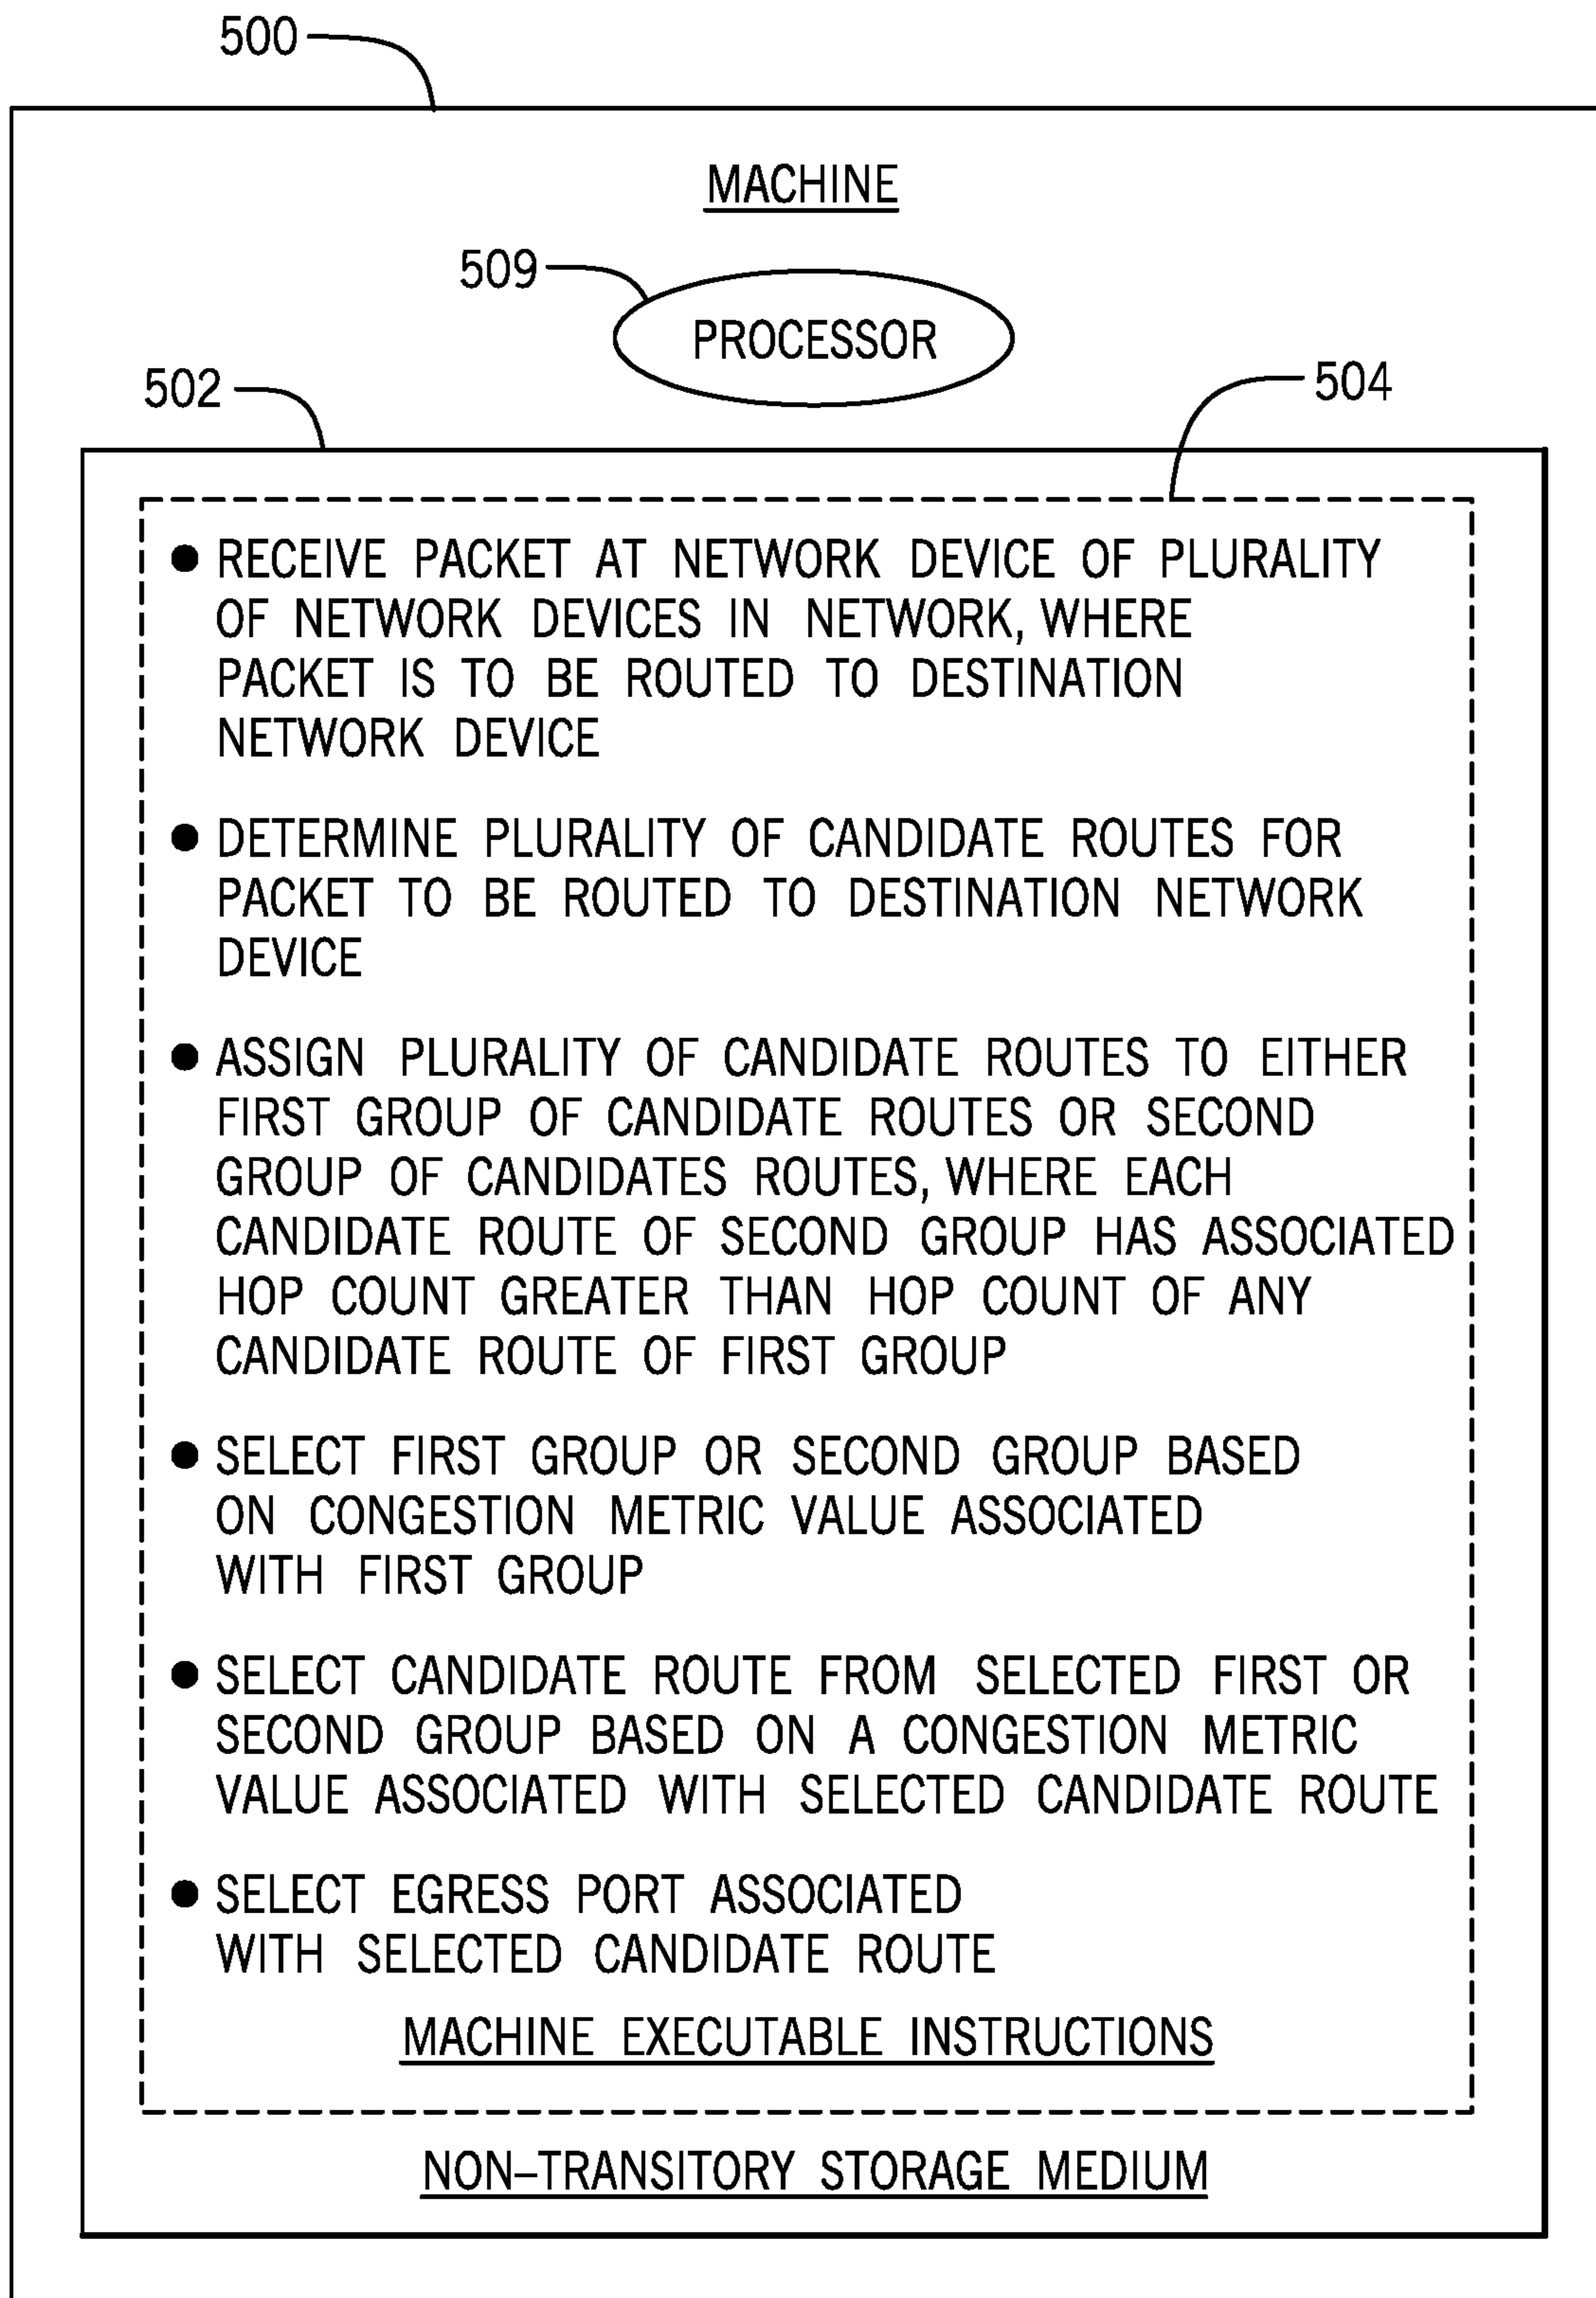 500
MACHINE
509
PROCESSOR
502
504
● RECEIVE PACKET AT NETWORK DEVICE OF PLURALITY
OF NETWORK DEVICES IN NETWORK, WHERE
PACKET IS TO BE ROUTED TO DESTINATION
NETWORK DEVICE
● DETERMINE PLURALITY OF CANDIDATE ROUTES FOR
PACKET TO BE ROUTED TO DESTINATION NETWORK
DEVICE
● ASSIGN PLURALITY OF CANDIDATE ROUTES TO EITHER
FIRST GROUP OF CANDIDATE ROUTES OR SECOND
GROUP OF CANDIDATES ROUTES, WHERE EACH
CANDIDATE ROUTE OF SECOND GROUP HAS ASSOCIATED
HOP COUNT GREATER THAN HOP COUNT OF ANY
CANDIDATE ROUTE OF FIRST GROUP
● SELECT FIRST GROUP OR SECOND GROUP BASED
ON CONGESTION METRIC VALUE ASSOCIATED
WITH FIRST GROUP
● SELECT CANDIDATE ROUTE FROM SELECTED FIRST OR
SECOND GROUP BASED ON A CONGESTION METRIC
VALUE ASSOCIATED WITH SELECTED CANDIDATE ROUTE
● SELECT EGRESS PORT ASSOCIATED
WITH SELECTED CANDIDATE ROUTE
MACHINE EXECUTABLE INSTRUCTIONS
NON–TRANSITORY STORAGE MEDIUM